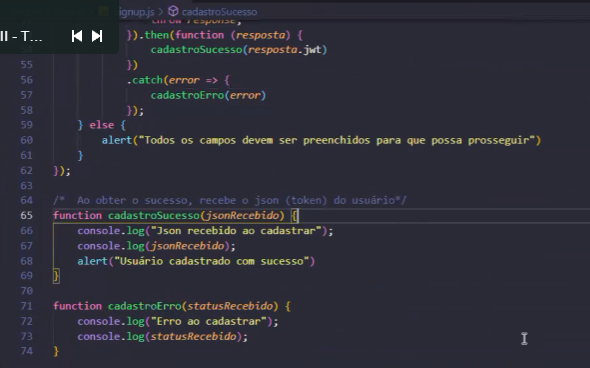 ignup.js > cadastroSucesso
II - T...
throw response;
54 }).then(function (resposta) {
cadastroSucesso(resposta.jwt)
55 })
56 .catch(error => {
57 cadastroErro(error)
58 });
59 } else {
60 alert("Todos os campos devem ser preenchidos para que possa prosseguir")
61 }
62 });
63
64 /* Ao obter o sucesso, recebe o json (token) do usuário*/
65 function cadastroSucesso(jsonRecebido) {
66 console.log("Json recebido ao cadastrar");
67 console.log(jsonRecebido);
68 alert("Usuário cadastrado com sucesso")
69 }
70
71 function cadastroErro(statusRecebido) {
72 console.log("Erro ao cadastrar");
73 console.log(statusRecebido);
74 }